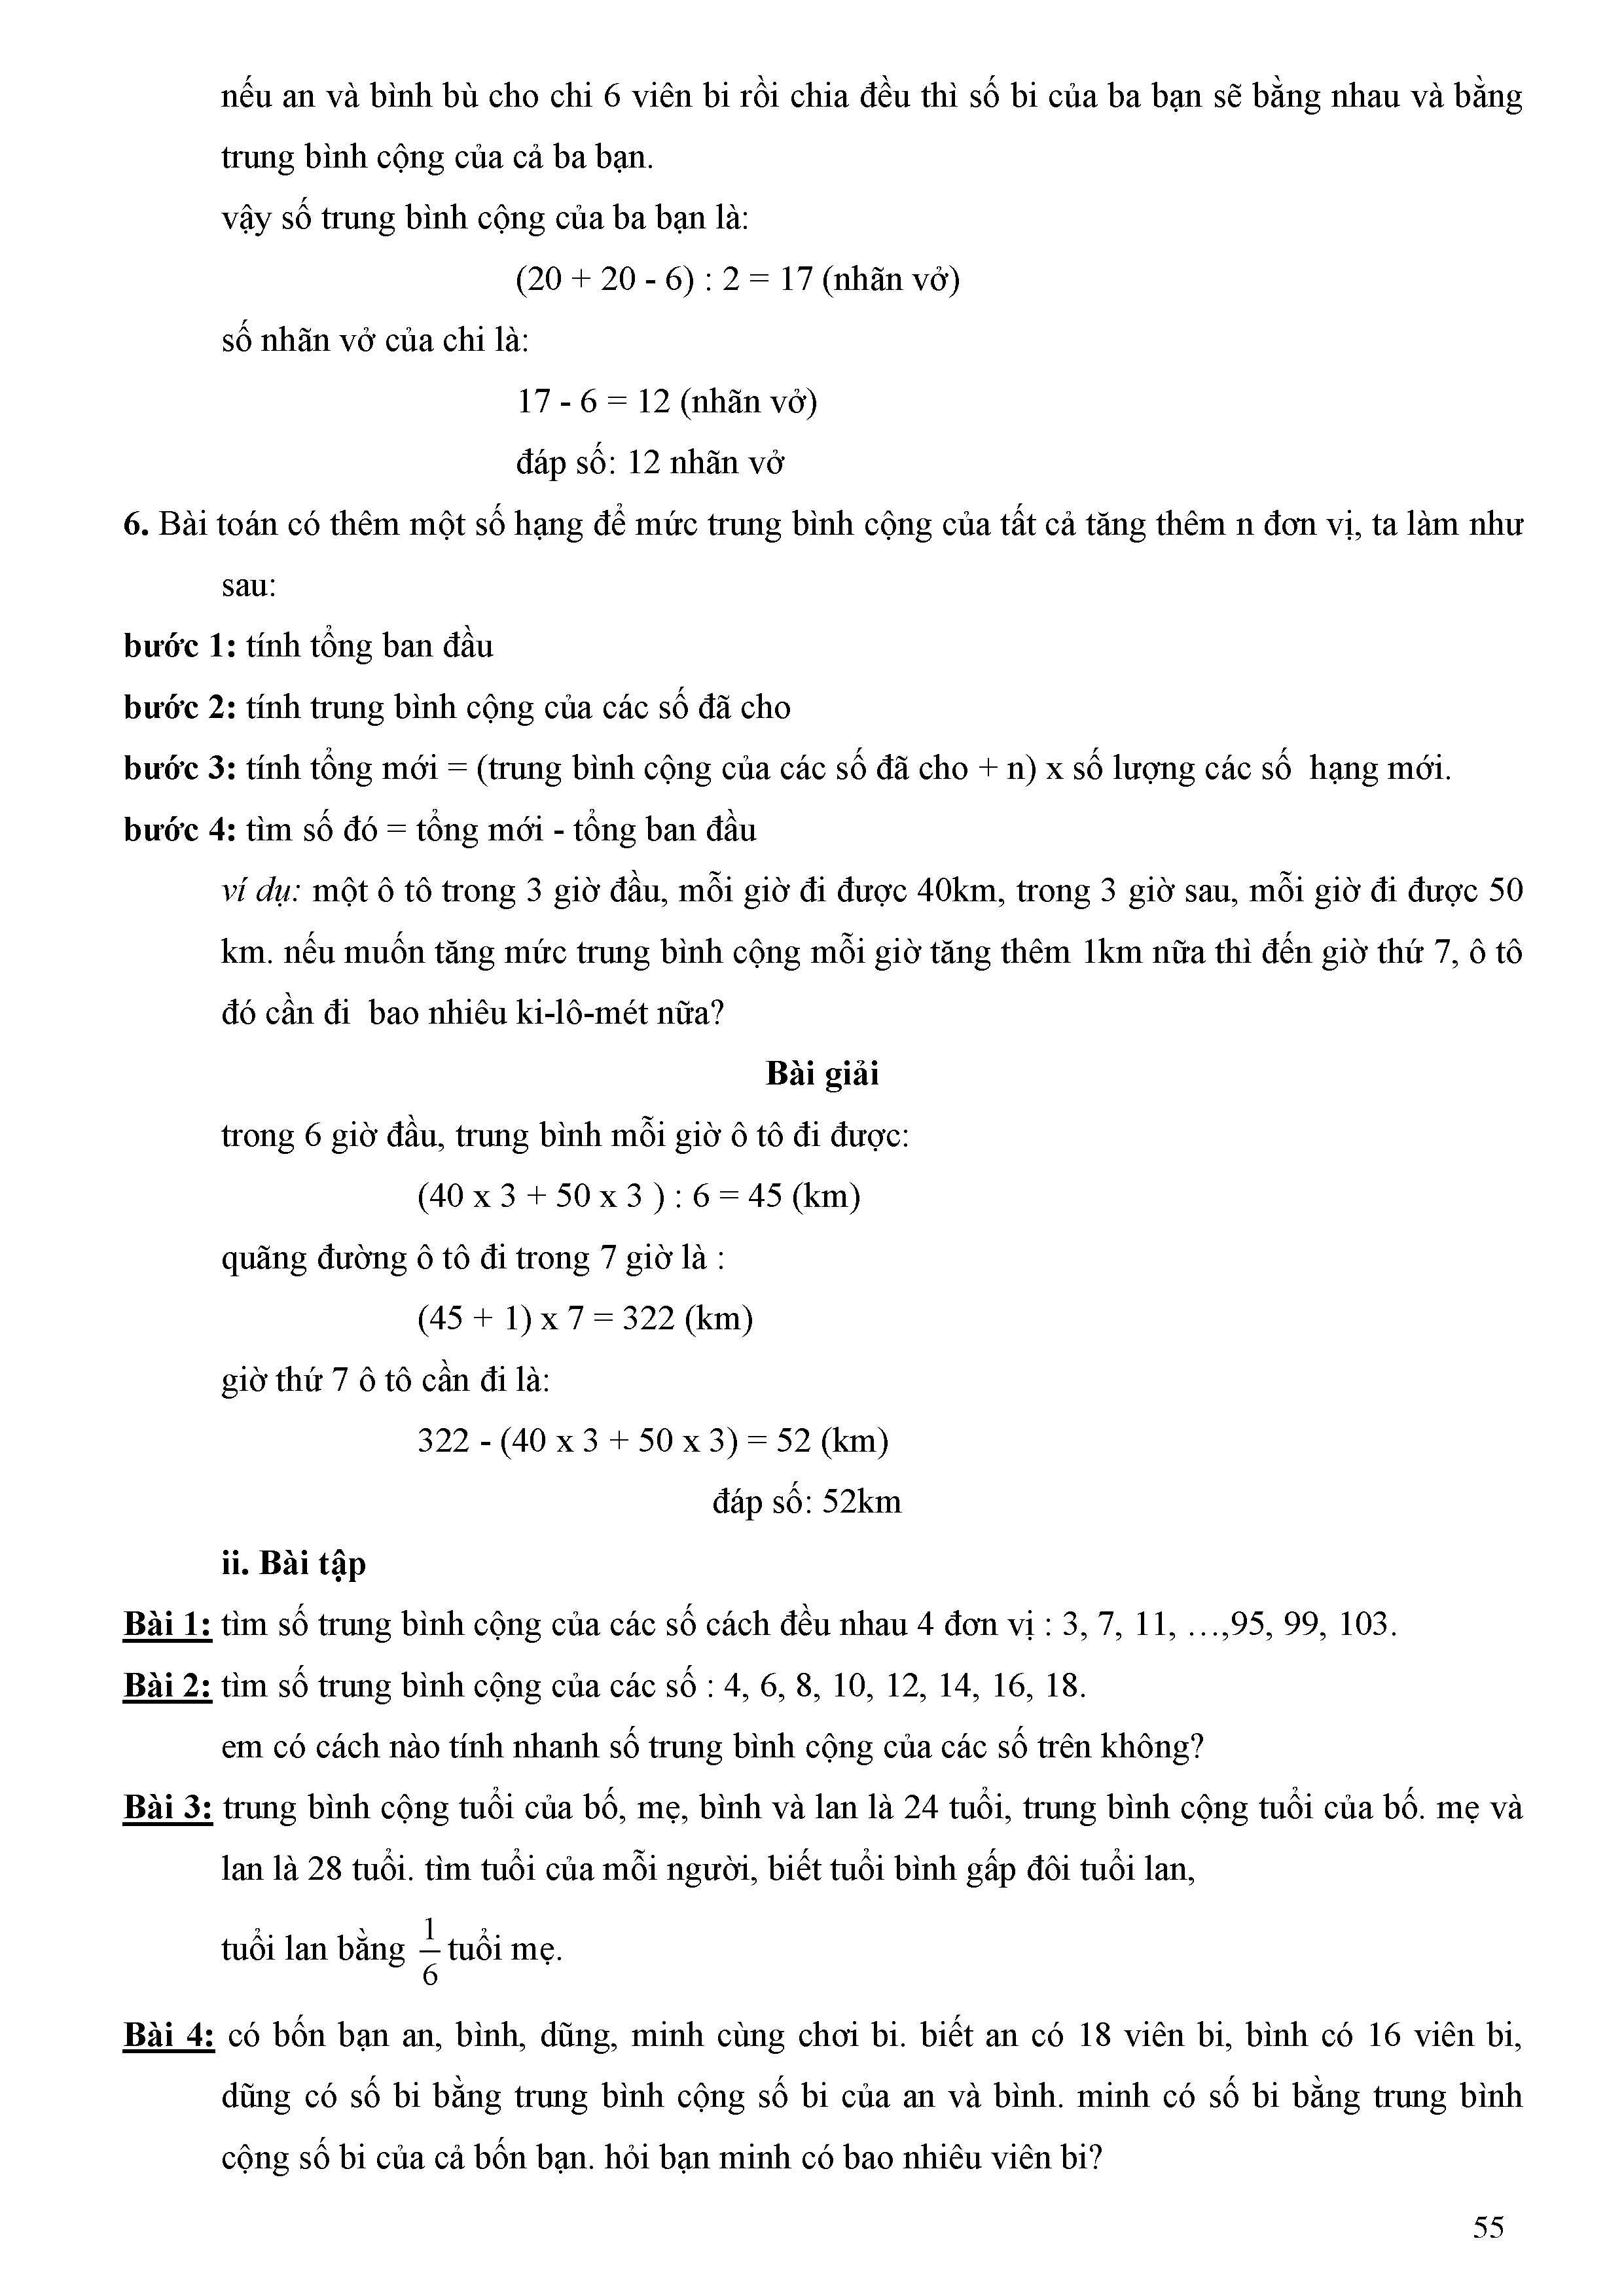 nếu an và bình bù cho chi 6 viên bi rồi chia đều thì số bi của ba bạn sẽ bằng nhau và bằng
trung bình cộng của cả ba bạn.
vậy số trung bình cộng của ba bạn là:
(20 + 20 - 6) : 2 = 17 (nhãn vở)
số nhãn vở của chi là:
17 - 6 = 12 (nhãn vở)
đáp số: 12 nhãn vở
6. Bài toán có thêm một số hạng để mức trung bình cộng của tất cả tăng thêm n đơn vị, ta làm như
sau:
bước 1: tính tổng ban đầu
bước 2: tính trung bình cộng của các số đã cho
bước 3: tính tổng mới = (trung bình cộng của các số đã cho + n) x số lượng các số hạng mới.
bước 4: tìm số đó = tổng mới - tổng ban đầu
ví dụ: một ô tô trong 3 giờ đầu, mỗi giờ đi được 40km, trong 3 giờ sau, mỗi giờ đi được 50
km. nếu muốn tăng mức trung bình cộng mỗi giờ tăng thêm 1km nữa thì đến giờ thứ 7, ô tô
đó cần đi bao nhiêu ki-lô-mét nữa?
Bài giải
trong 6 giờ đầu, trung bình mỗi giờ ô tô đi được:
(40 x 3 + 50 x 3 ) : 6 = 45 (km)
quãng đường ô tô đi trong 7 giờ là :
(45 + 1) x 7 = 322 (km)
giờ thứ 7 ô tô cần đi là:
322 - (40 x 3 + 50 x 3) = 52 (km)
đáp số: 52km
ii. Bài tập
Bài 1: tìm số trung bình cộng của các số cách đều nhau 4 đơn vị : 3, 7, 11, …,95, 99, 103.
Bài 2: tìm số trung bình cộng của các số : 4, 6, 8, 10, 12, 14, 16, 18.
em có cách nào tính nhanh số trung bình cộng của các số trên không?
Bài 3: trung bình cộng tuổi của bố, mẹ, bình và lan là 24 tuổi, trung bình cộng tuổi của bố. mẹ và
lan là 28 tuổi. tìm tuổi của mỗi người, biết tuổi bình gấp đôi tuổi lan,
tuổi lan bằng 1/6 tuổi mẹ.
Bài 4: có bốn bạn an, bình, dũng, minh cùng chơi bi. biết an có 18 viên bi, bình có 16 viên bi,
dũng có số bi bằng trung bình cộng số bi của an và bình. minh có số bi bằng trung bình
cộng số bi của cả bốn bạn. hỏi bạn minh có bao nhiêu viên bi?
55